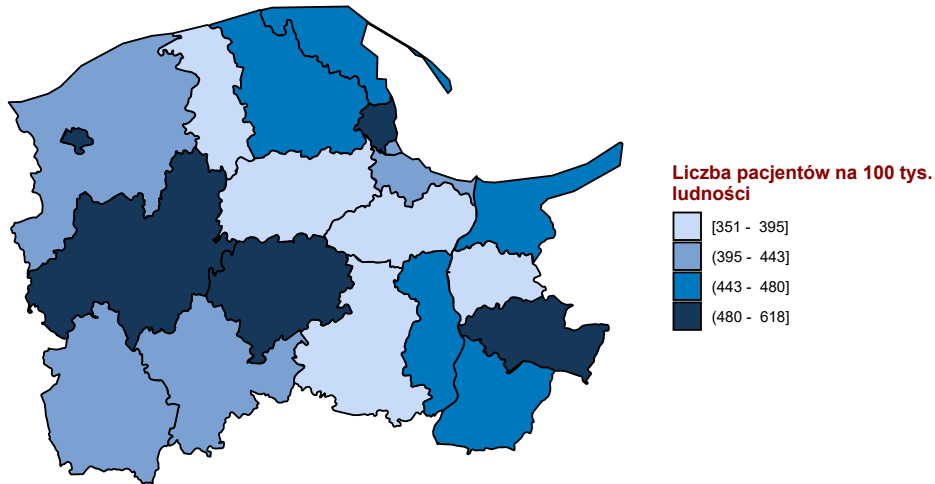 Liczba pacjentów na 100 tys.
ludności
[351 - 395]
(395 - 443]
(443 - 480]
(480 - 618]